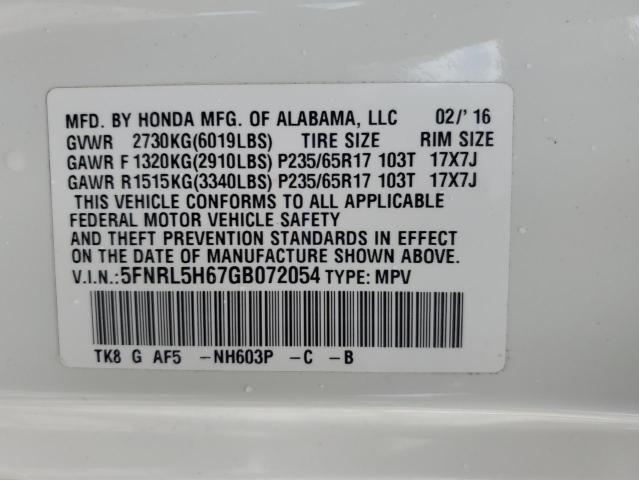 MFD. BY HONDA MFG. OF ALABAMA, LLC 02/'16
GVWR 2730KG(6019LBS) TIRE SIZE RIM SIZE
GAWR F1320KG(2910LBS) P235/65R17 103T 17X7J
GAWR R1515KG(3340LBS) P235/65R17 103T 17X7J
THIS VEHICLE CONFORMS TO ALL APPLICABLE
FEDERAL MOTOR VEHICLE SAFETY
AND THEFT PREVENTION STANDARDS IN EFFECT
ON THE DATE OF MANUFACTURE SHOWN ABOVE.
V.I.N.:5FNRL5H67GB072054 TYPE: MPV
TK8 G AF5 -NH603P -C -B